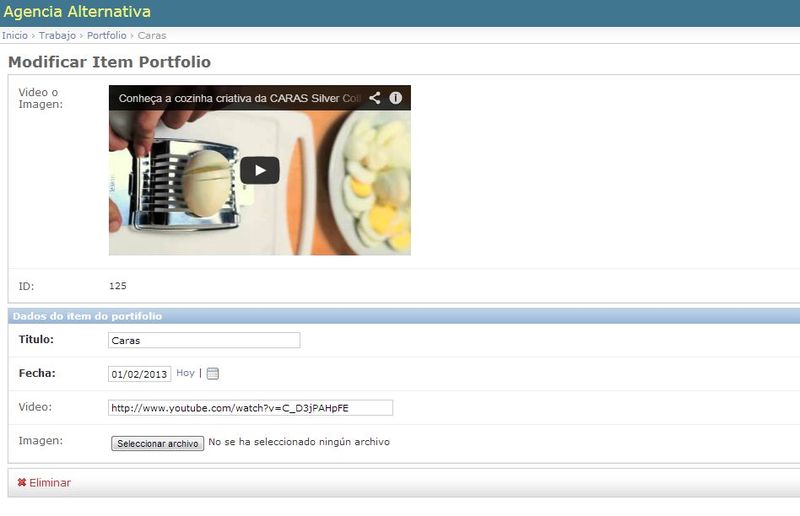 Agencia Alternativa
Inicio › Trabajo › Portfolio › Caras
Modificar Item Portfolio
Video o
Imagen:
Conheça a cozinha criativa da CARAS Silver Coll
ID: 125
Dados do item do portifolio
Titulo: Caras
Fecha: 01/02/2013 Hoy |
Video: http://www.youtube.com/watch?v=C_D3jPAHpFE
Imagen: Seleccionar archivo No se ha seleccionado ningún archivo
Eliminar